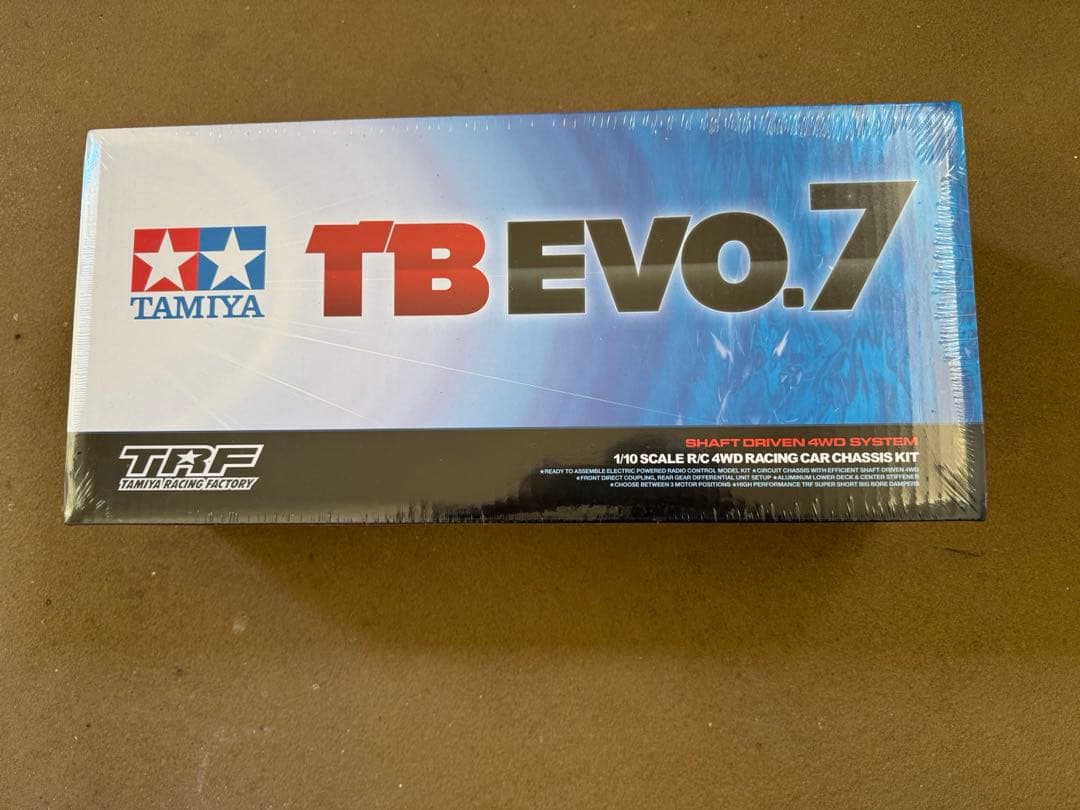 TAMIYA
TB EVO.7
TRF
TAMIYA RACING FACTORY
SHAFT DRIVEN 4WD SYSTEM
1/10 SCALE R/C 4WD RACING CAR CHASSIS KIT
★READY TO ASSEMBLE ELECTRIC POWERED RADIO CONTROL MODEL KIT ★CIRCUIT CHASSIS WITH EFFICIENT SHAFT-DRIVEN 4WD
★FRONT DIRECT COUPLING, REAR GEAR DIFFERENTIAL UNIT SETUP ★ALUMINUM LOWER DECK & CENTER STIFFENER
★CHOOSE BETWEEN 3 MOTOR POSITIONS ★HIGH PERFORMANCE TRF SUPER SHORT BIG BORE DAMPERS